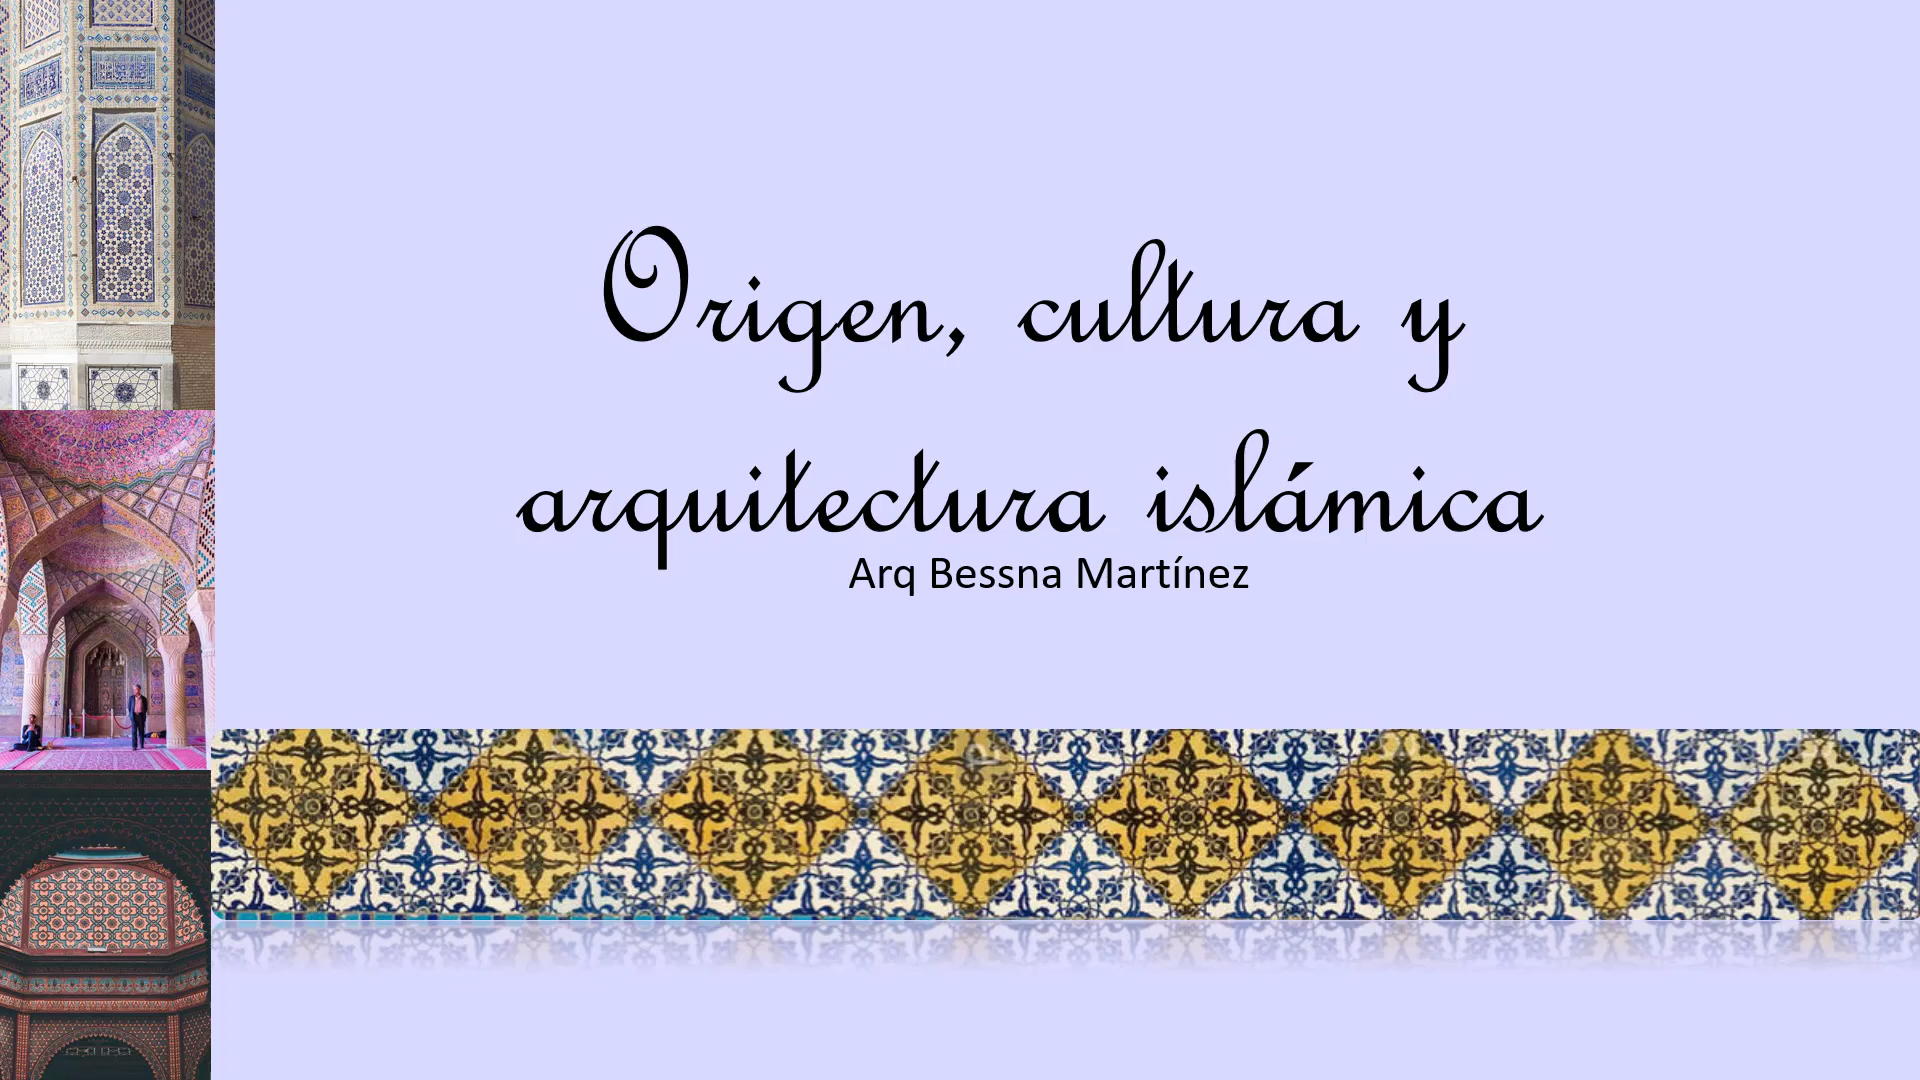 Origen, cultura y
arquitectura islámica
Arq Bessna Martínez